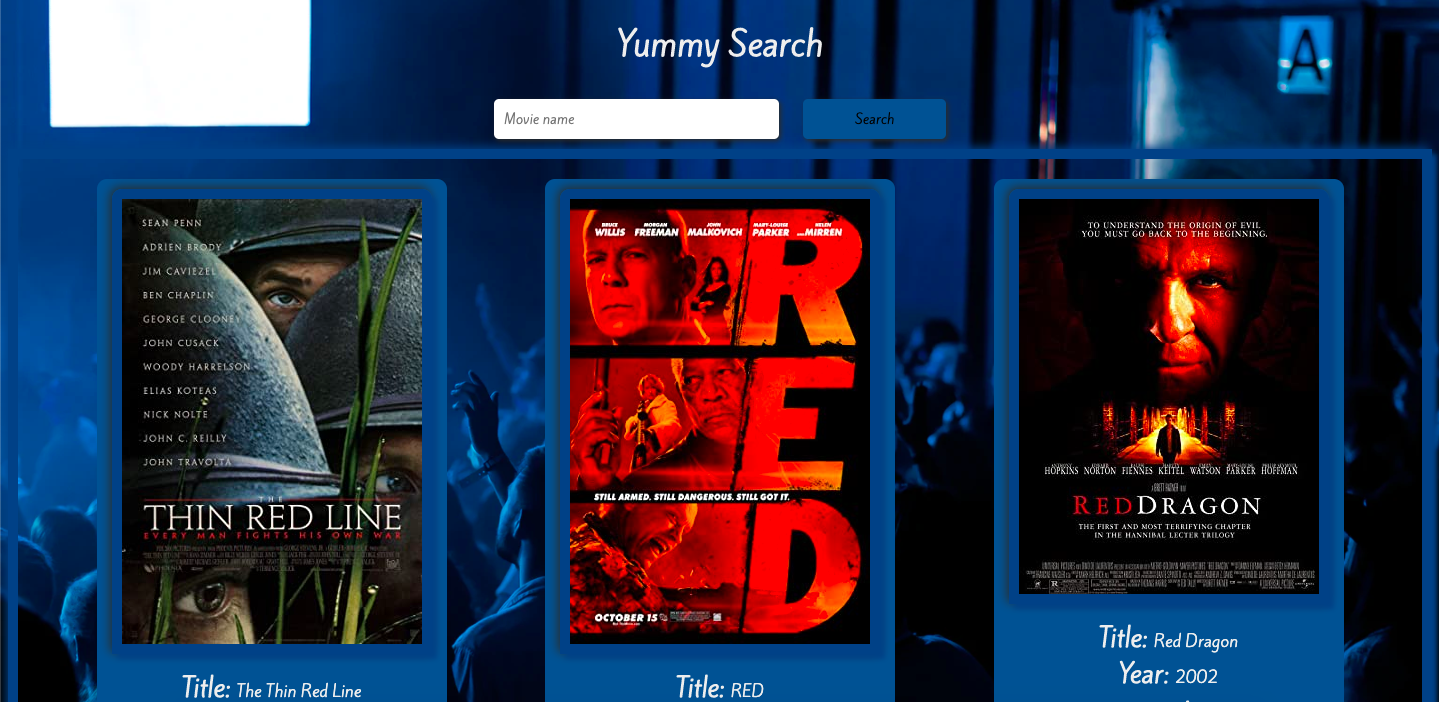 Yummy Search
A
Movie name
Search
SEAN PENN
ADRIEN BRODY
JIM CAVIEZEL
BEN CHAPLIN
GEORGE CLOONEY
JOHN CUSACK
WOODY HARRELSON
ELIAS KOTEAS
NICK NOLTE
JOHN C. REILLY
JOHN TRAVOLTA
THE
THIN RED LINE
EVERY MAN FIGHTS HIS OWN WAR
Title: The Thin Red Line
BRUCE WILLIS MORGAN FREEMAN JOHN MALKOVICH MARY-LOUISE PARKER HELEN MIRREN
RED
STILL ARMED. STILL DANGEROUS. STILL GOT IT.
OCTOBER 15
Title: RED
TO UNDERSTAND THE ORIGIN OF EVIL
YOU MUST GO BACK TO THE BEGINNING.
HOPKINS NORTON FIENNES KEITEL WATSON PARKER HOFFMAN
RED DRAGON
THE FIRST AND MOST TERRIFYING CHAPTER
IN THE HANNIBAL LECTER TRILOGY
Title: Red Dragon
Year: 2002